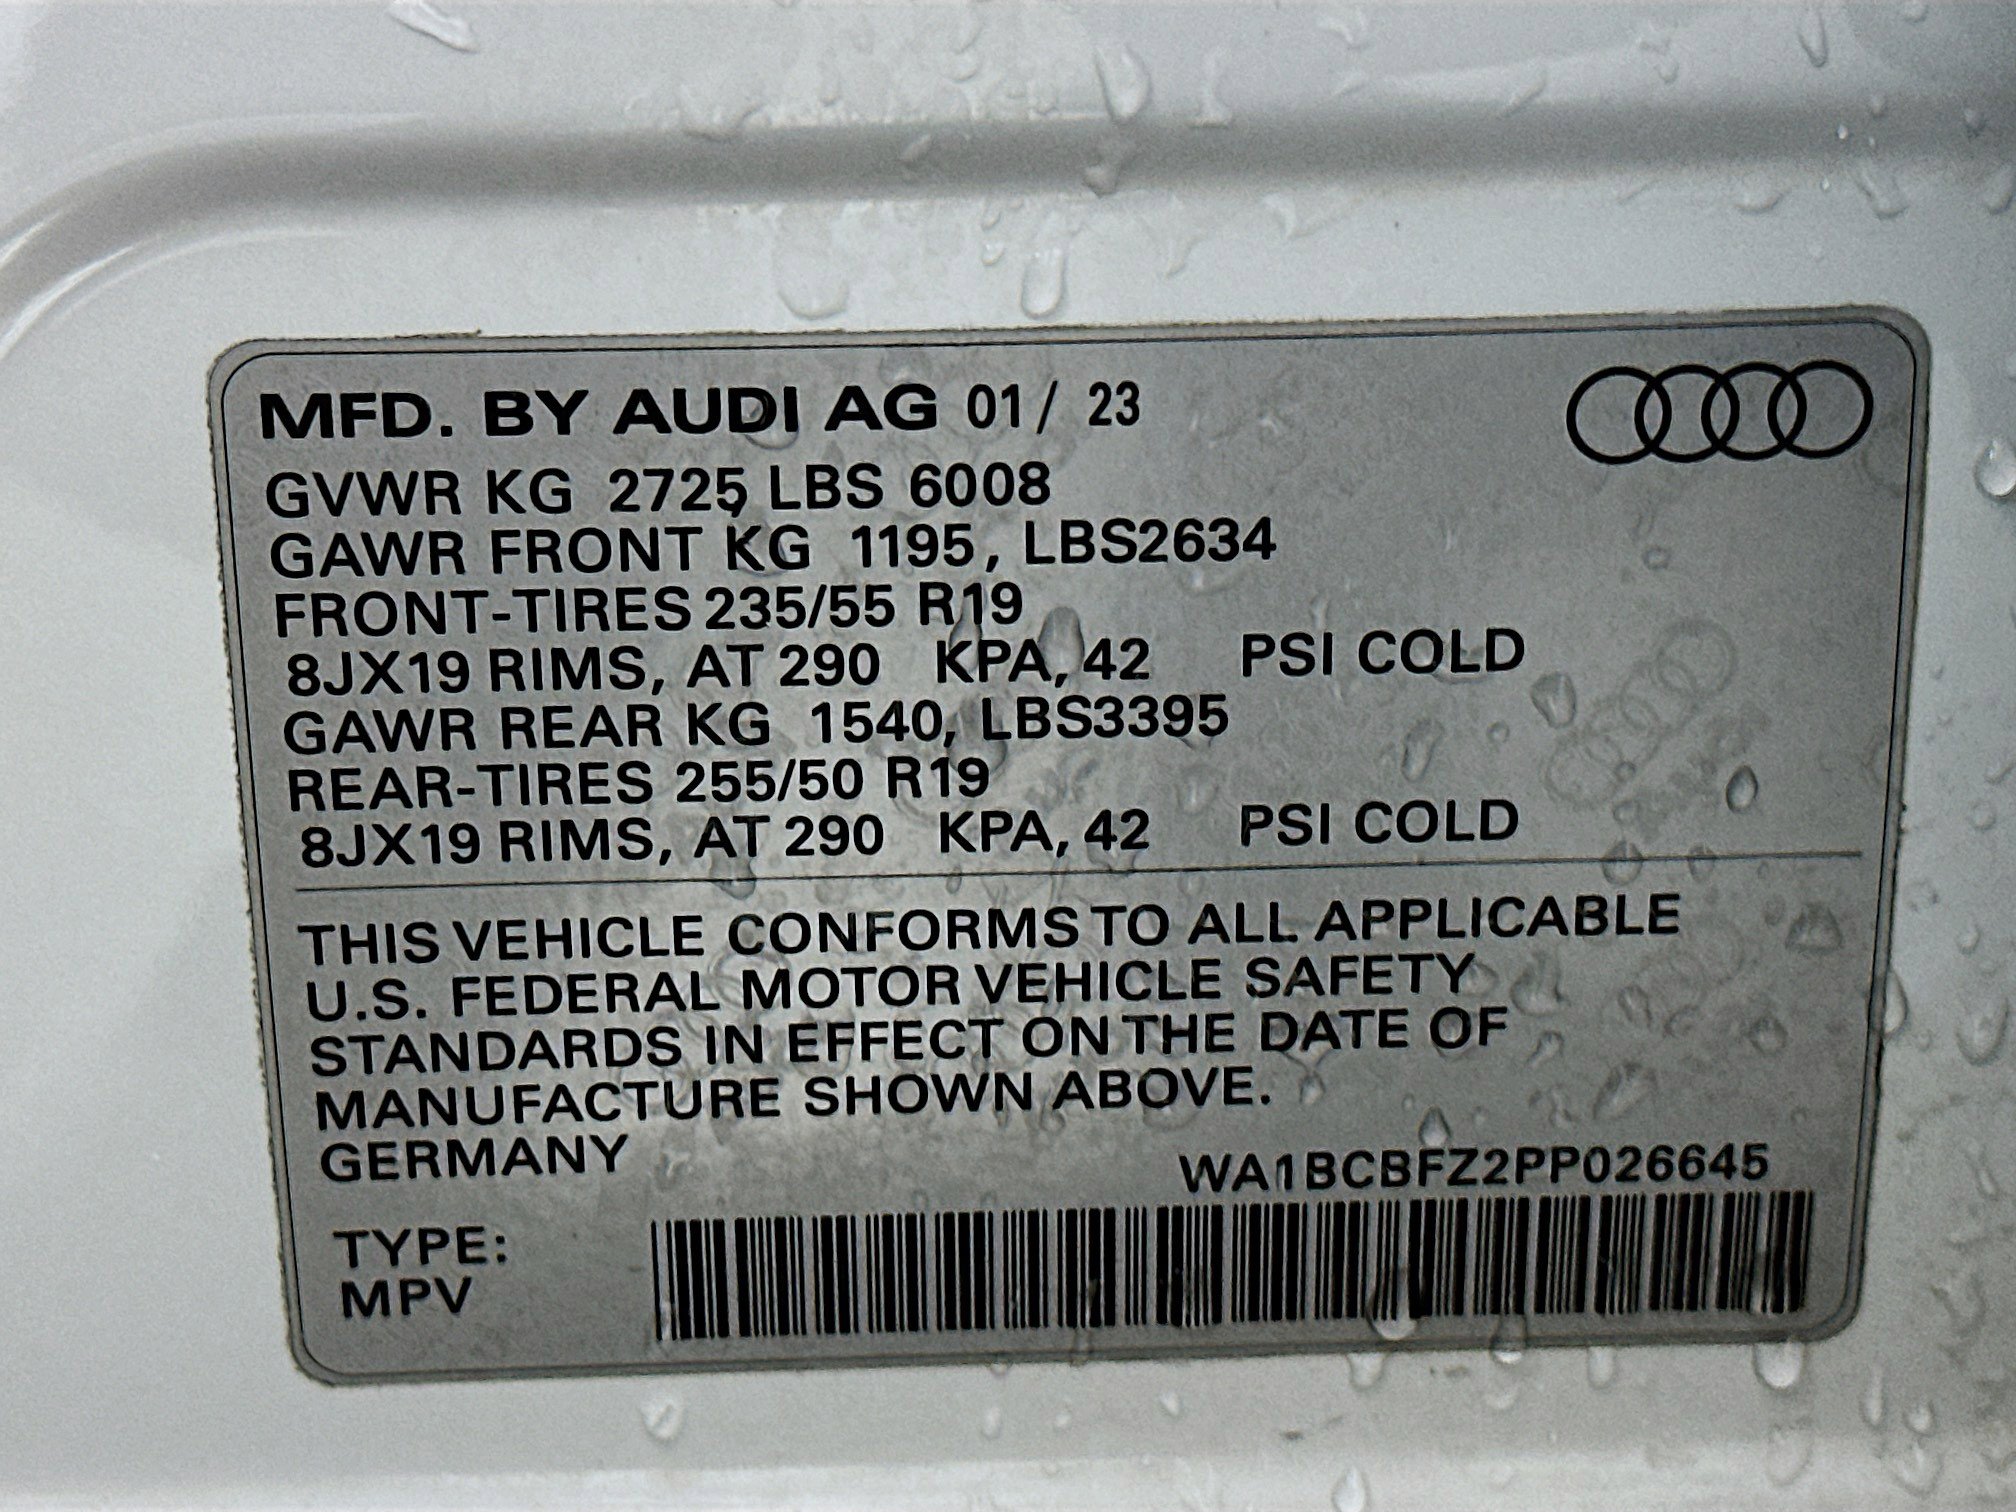 MFD. BY AUDI AG 01/ 23
GVWR KG 2725 LBS 6008
GAWR FRONT KG 1195, LBS2634
FRONT-TIRES 235/55 R19
8JX19 RIMS, AT 290 KPA, 42 PSI COLD
GAWR REAR KG 1540, LBS3395
REAR-TIRES 255/50 R19
8JX19 RIMS, AT 290 KPA, 42 PSI COLD
THIS VEHICLE CONFORMS TO ALL APPLICABLE
U.S. FEDERAL MOTOR VEHICLE SAFETY
STANDARDS IN EFFECT ON THE DATE OF
MANUFACTURE SHOWN ABOVE.
GERMANY
WA1BCBFZ2PP026645
TYPE:
MPV